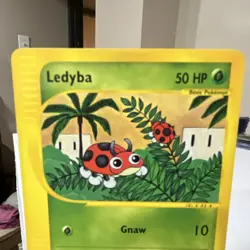 Ledyba 50 HP
Basic Pokémon
Gnaw 10